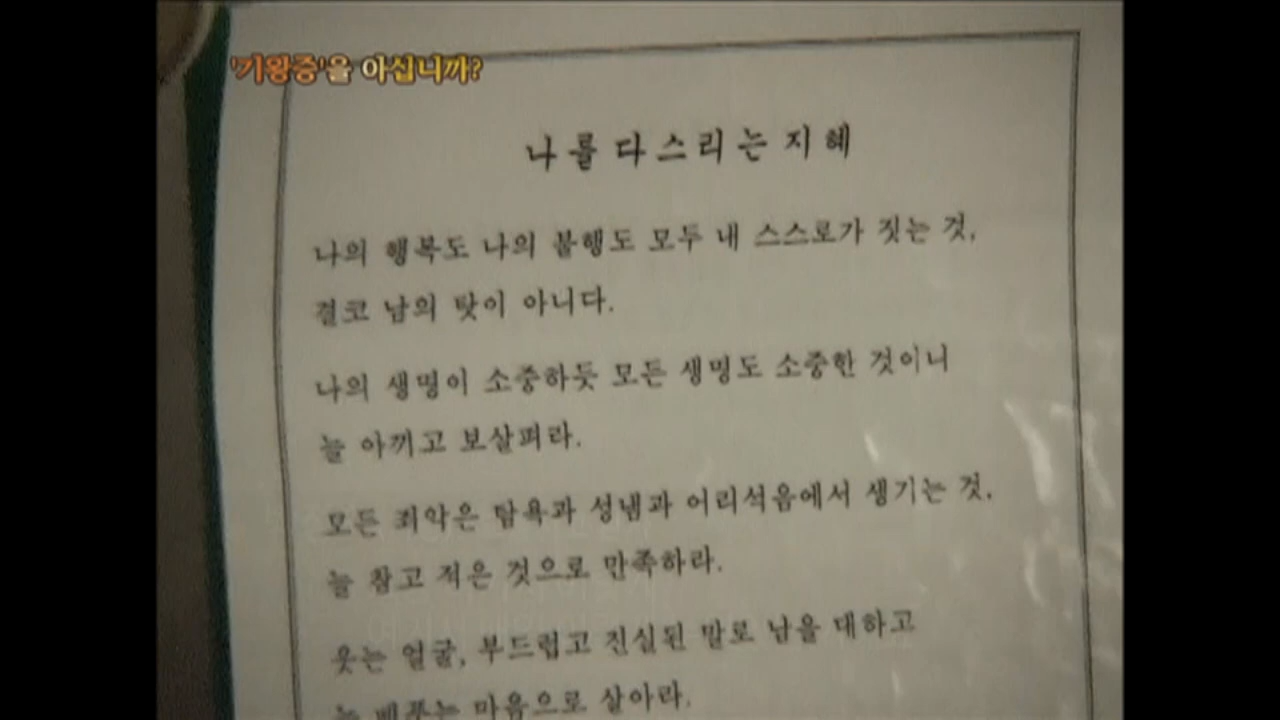 '기왕증'을 아십니까?
나를 다스리는 지혜
나의 행복도 나의 불행도 모두 내 스스로가 짓는 것,
결코 남의 탓이 아니다.
나의 생명이 소중하듯 모든 생명도 소중한 것이니
늘 아끼고 보살펴라.
모든 죄악은 탐욕과 성냄과 어리석음에서 생기는 것,
늘 참고 적은 것으로 만족하라.
웃는 얼굴, 부드럽고 진실된 말로 남을 대하고
늘 베푸는 마음으로 살아라.